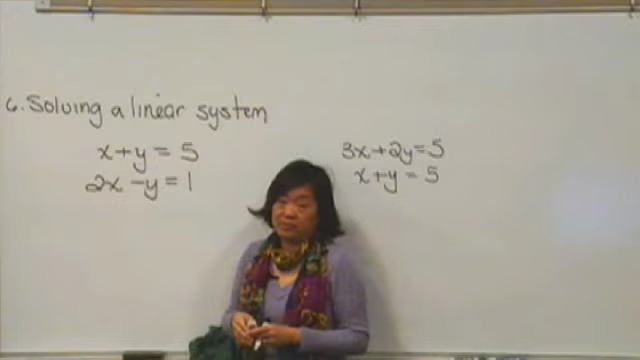 6. Solving a linear system
x + y = 5
2x - y = 1
3x + 2y = 5
x + y = 5